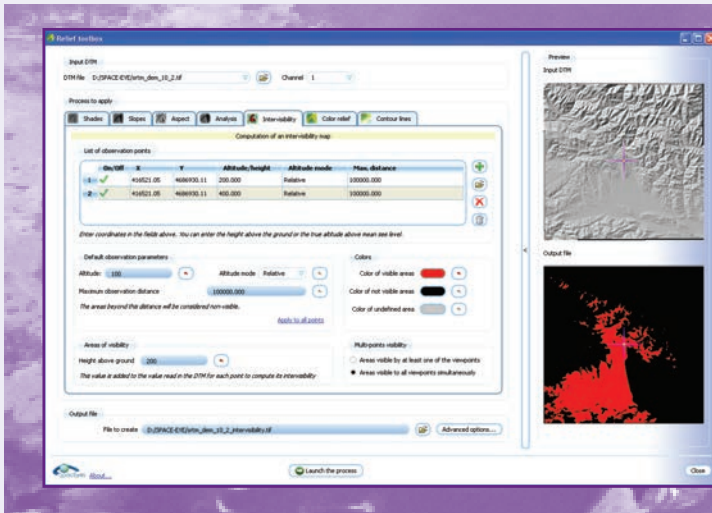 Relief toolbox
Input DTM
DTM file D:/SPACE-EYE/srtm_dem_10_2.tif Channel 1
Process to apply
Shades Slopes Aspect Analysis Intervisibility Color relief Contour lines
Computation of an intervisibility map
List of observation points
On/Off X Y Altitude/height Altitude mode Max. distance
1 416521.05 4686930.11 200.000 Relative 100000.000
2 416521.05 4686930.11 400.000 Relative 100000.000
Enter coordinates in the fields above. You can enter the height above the ground or the true altitude above mean sea level.
Default observation parameters
Altitude: 100 Altitude mode Relative
Maximum observation distance 100000.000
The areas beyond this distance will be considered non-visible.
Apply to all points
Colors
Color of visible areas
Color of not visible areas
Color of undefined area
Areas of visibility
Height above ground 200
This value is added to the value read in the DTM for each point to compute its intervisibility
Multi-points visibility
Areas visible by at least one of the viewpoints
Areas visible to all viewpoints simultaneously
Output file
File to create D:/SPACE-EYE/srtm_dem_10_2_intervisibility.tif Advanced options...
About...
Launch the process
Close
Preview
Input DTM
Output file